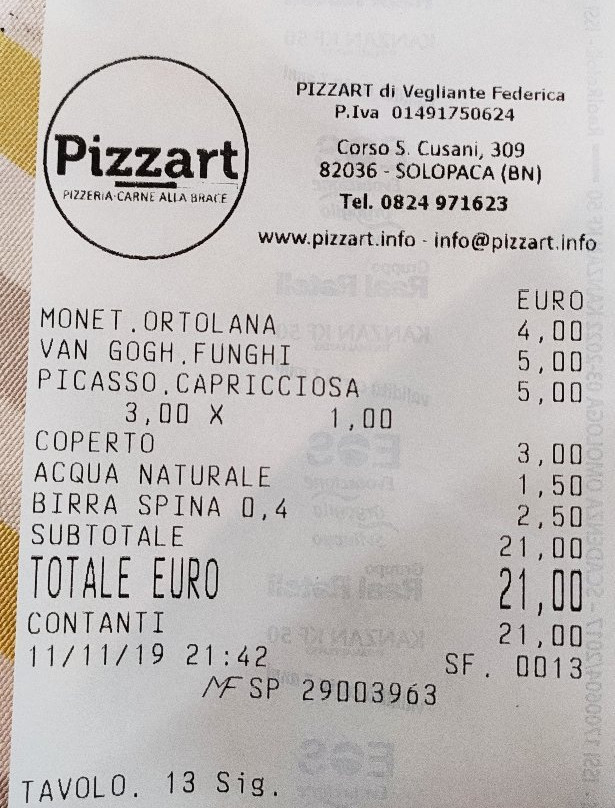 Pizzart
PIZZERIA-CARNE ALLA BRACE
PIZZART di Vegliante Federica
P.Iva 01491750624
Corso S. Cusani, 309
82036 - SOLOPACA (BN)
Tel. 0824 971623
www.pizzart.info - info@pizzart.info
EURO
MONET.ORTOLANA 4,00
VAN GOGH.FUNGHI 5,00
PICASSO.CAPRICCIOSA 5,00
3,00 X 1,00
COPERTO 3,00
ACQUA NATURALE 1,50
BIRRA SPINA 0,4 2,50
SUBTOTALE 21,00
TOTALE EURO 21,00
CONTANTI 21,00
11/11/19 21:42 SF. 0013
MF SP 29003963
TAVOLO. 13 Sig.